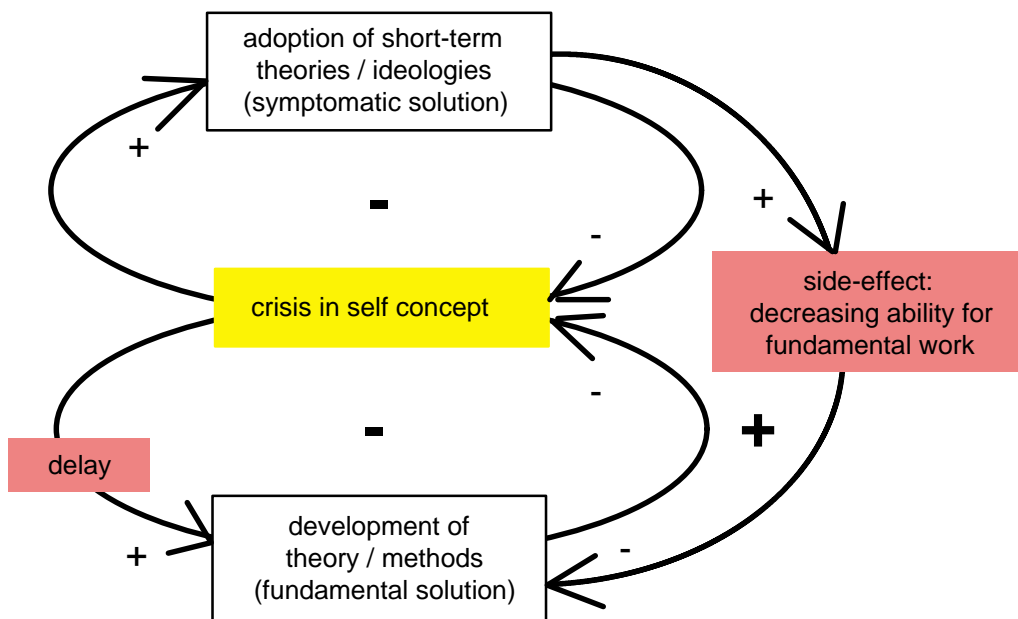 adoption of short-term
theories / ideologies
(symptomatic solution)
+
-
+
-
side-effect:
decreasing ability for
fundamental work
crisis in self concept
-
-
+
delay
development of
theory / methods
(fundamental solution)
+
-